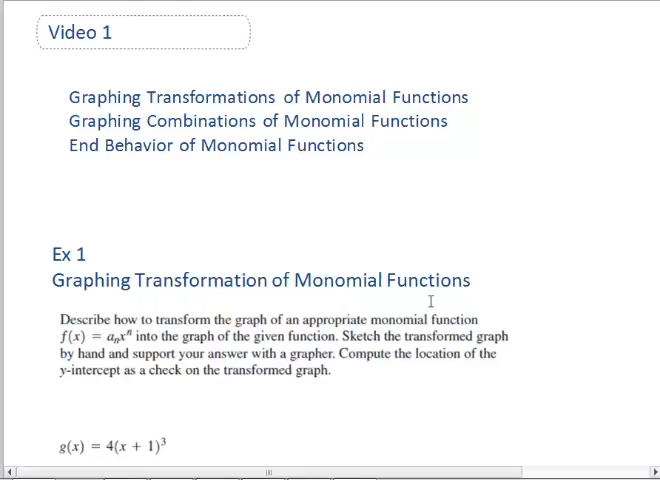 Video 1
Graphing Transformations of Monomial Functions
Graphing Combinations of Monomial Functions
End Behavior of Monomial Functions
Ex 1
Graphing Transformation of Monomial Functions
Describe how to transform the graph of an appropriate monomial function
f(x) = aₙxⁿ into the graph of the given function. Sketch the transformed graph
by hand and support your answer with a grapher. Compute the location of the
y-intercept as a check on the transformed graph.
g(x) = 4(x + 1)³